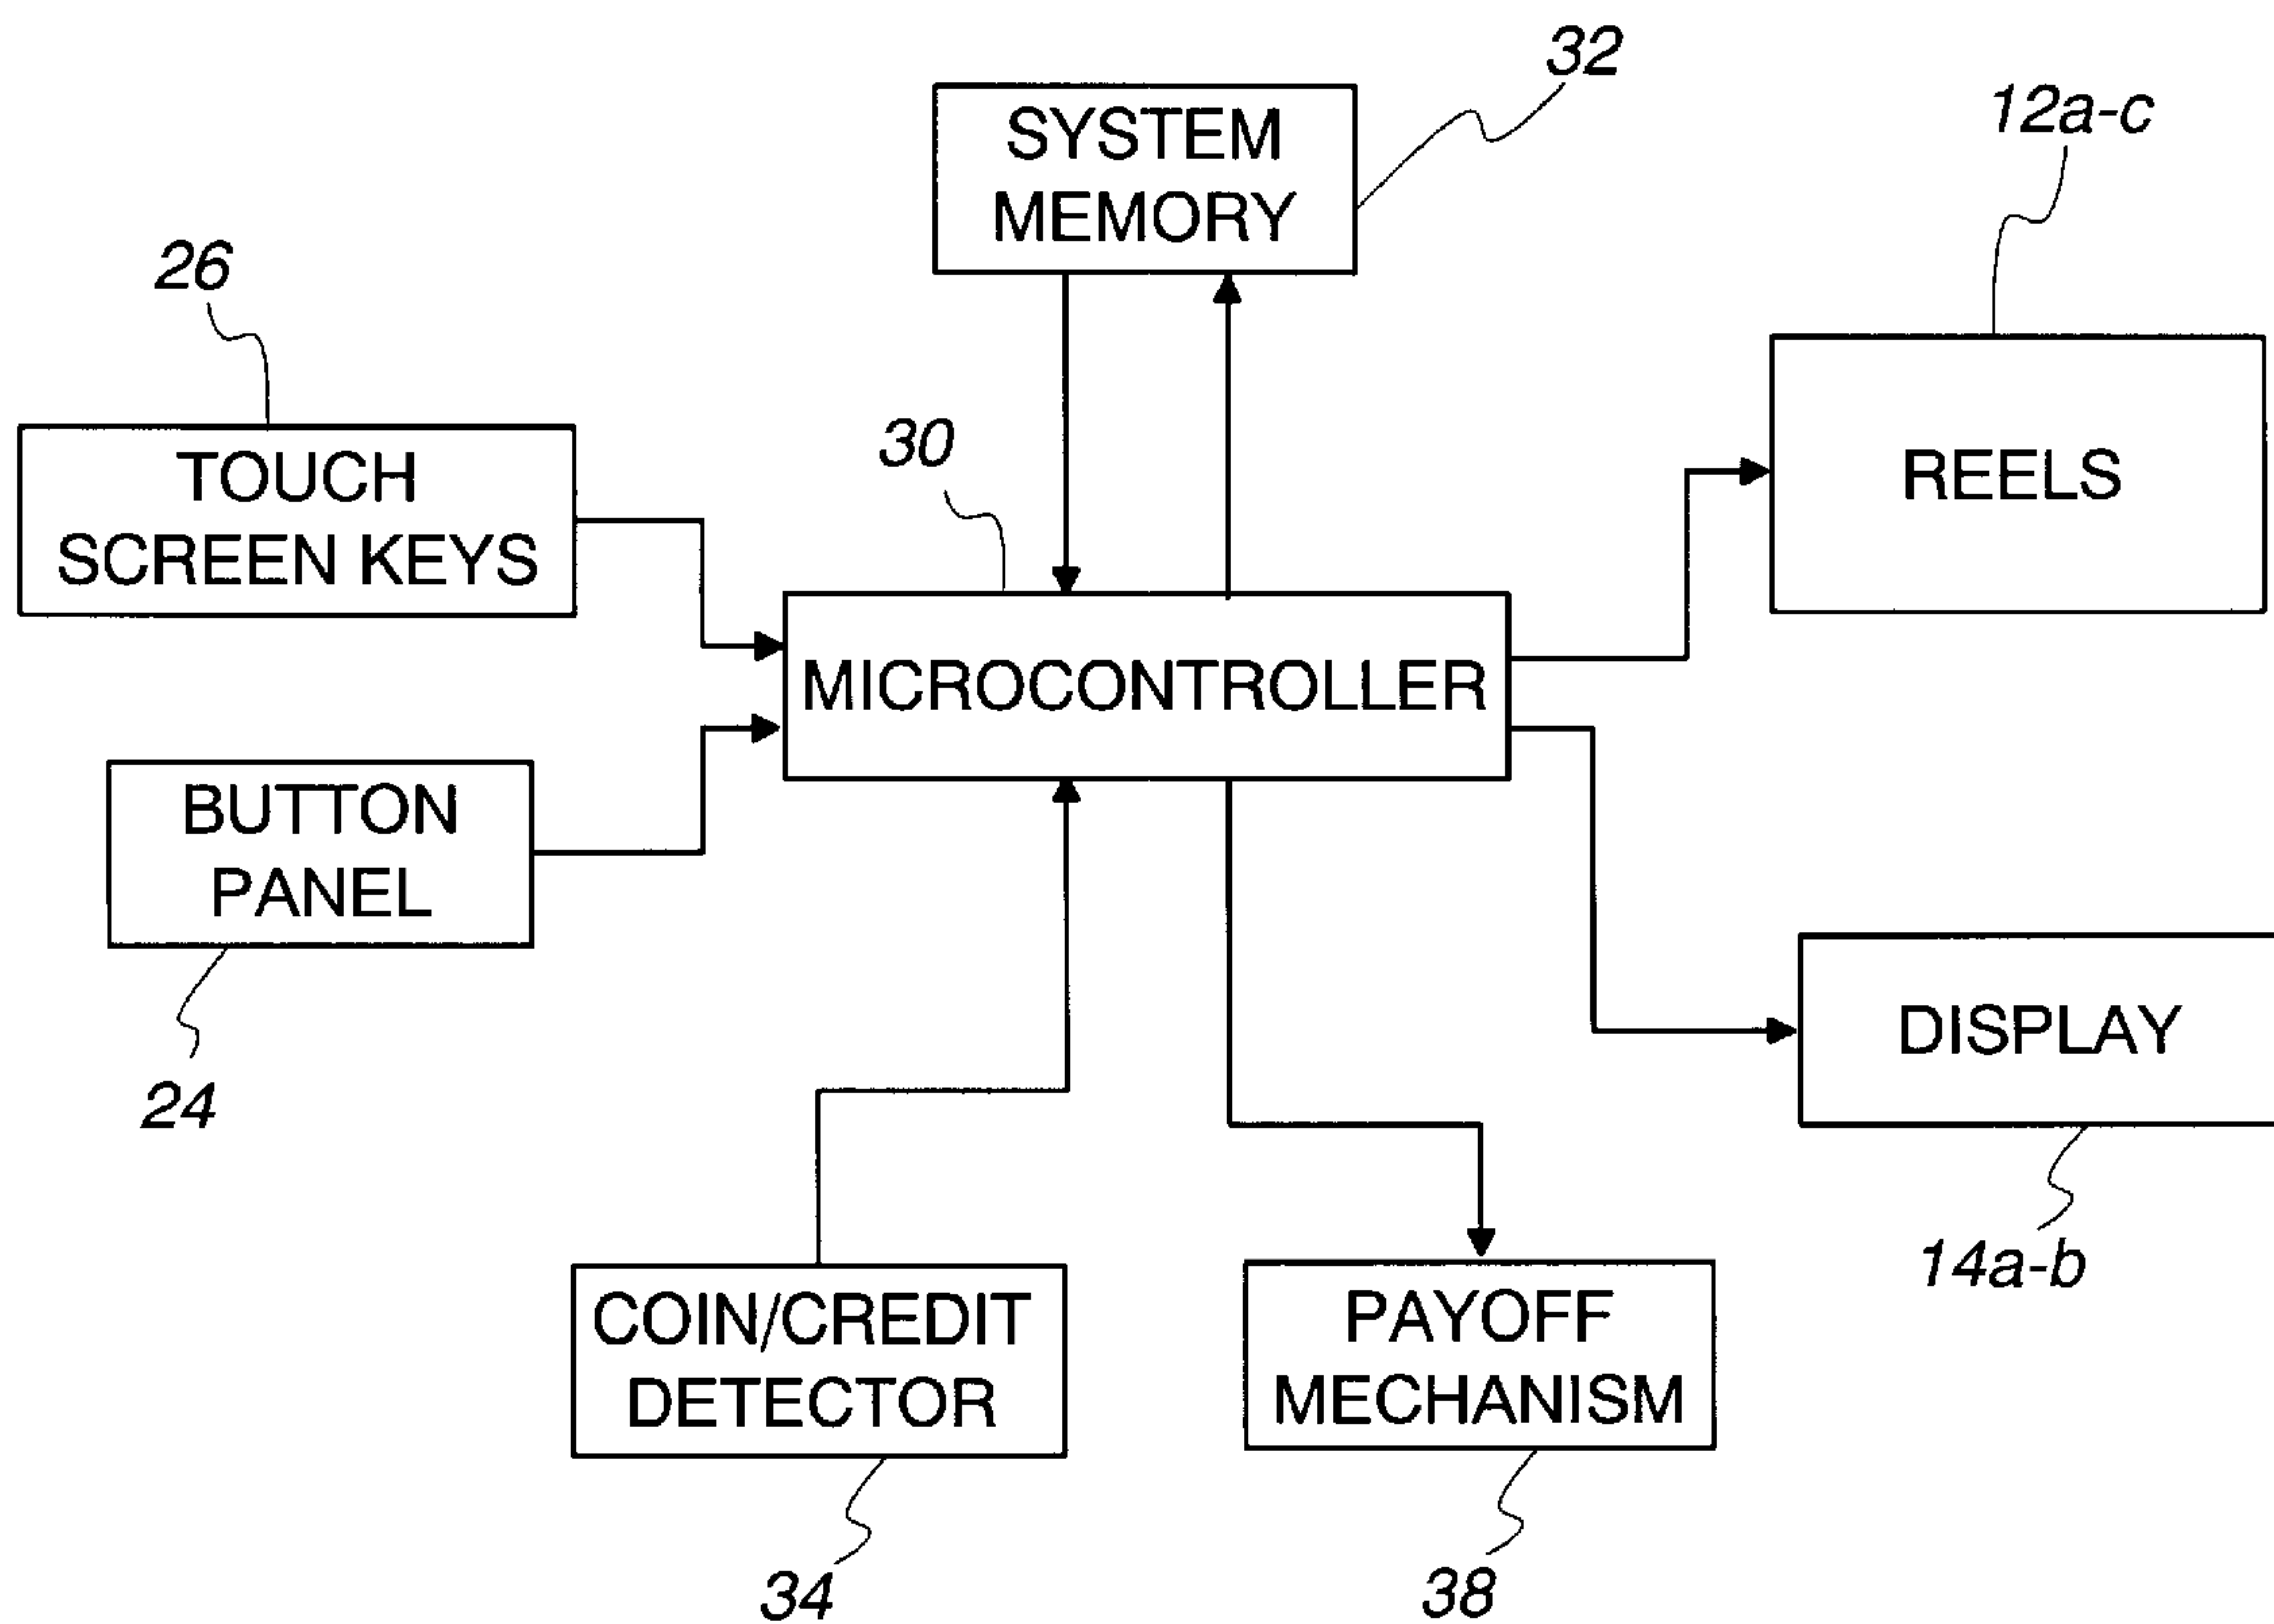 32
SYSTEM
MEMORY
12a-c
26
REELS
TOUCH
SCREEN KEYS
30
MICROCONTROLLER
BUTTON
PANEL
24
DISPLAY
14a-b
COIN/CREDIT
DETECTOR
34
PAYOFF
MECHANISM
38